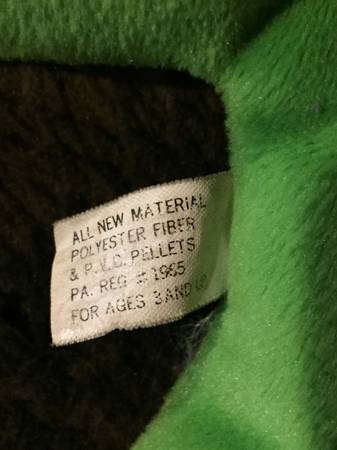 ALL NEW MATERIAL
POLYESTER FIBER
& P.V.C. PELLETS
PA. REG # 1965
FOR AGES 3 AND UP